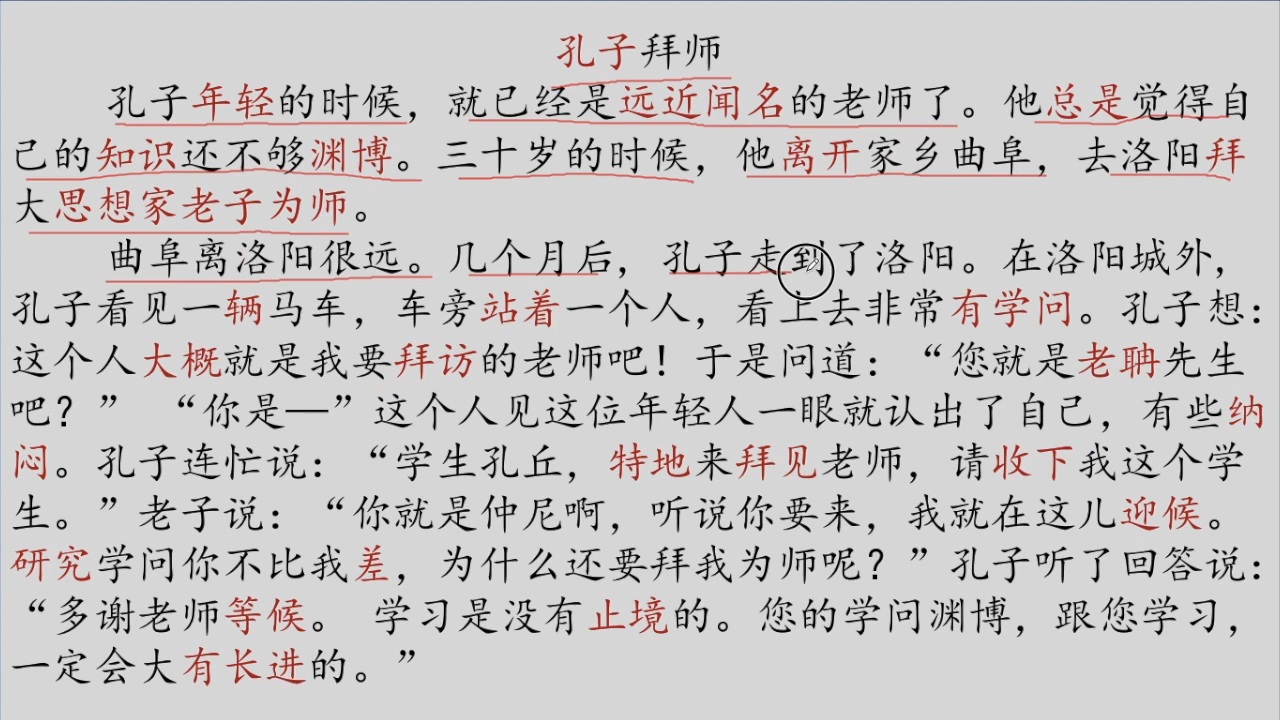 孔子拜师
孔子年轻的时候，就已经是远近闻名的老师了。他总是觉得自
己的知识还不够渊博。三十岁的时候，他离开家乡曲阜，去洛阳拜
大思想家老子为师。
曲阜离洛阳很远。几个月后，孔子走到了洛阳。在洛阳城外，
孔子看见一辆马车，车旁站着一个人，看上去非常有学问。孔子想：
这个人大概就是我要拜访的老师吧！于是问道：“您就是老聃先生
吧？” “你是—”这个人见这位年轻人一眼就认出了自己，有些纳
闷。孔子连忙说：“学生孔丘，特地来拜见老师，请收下我这个学
生。”老子说：“你就是仲尼啊，听说你要来，我就在这儿迎候。
研究学问你不比我差，为什么还要拜我为师呢？”孔子听了回答说：
“多谢老师等候。 学习是没有止境的。您的学问渊博，跟您学习，
一定会大有长进的。”